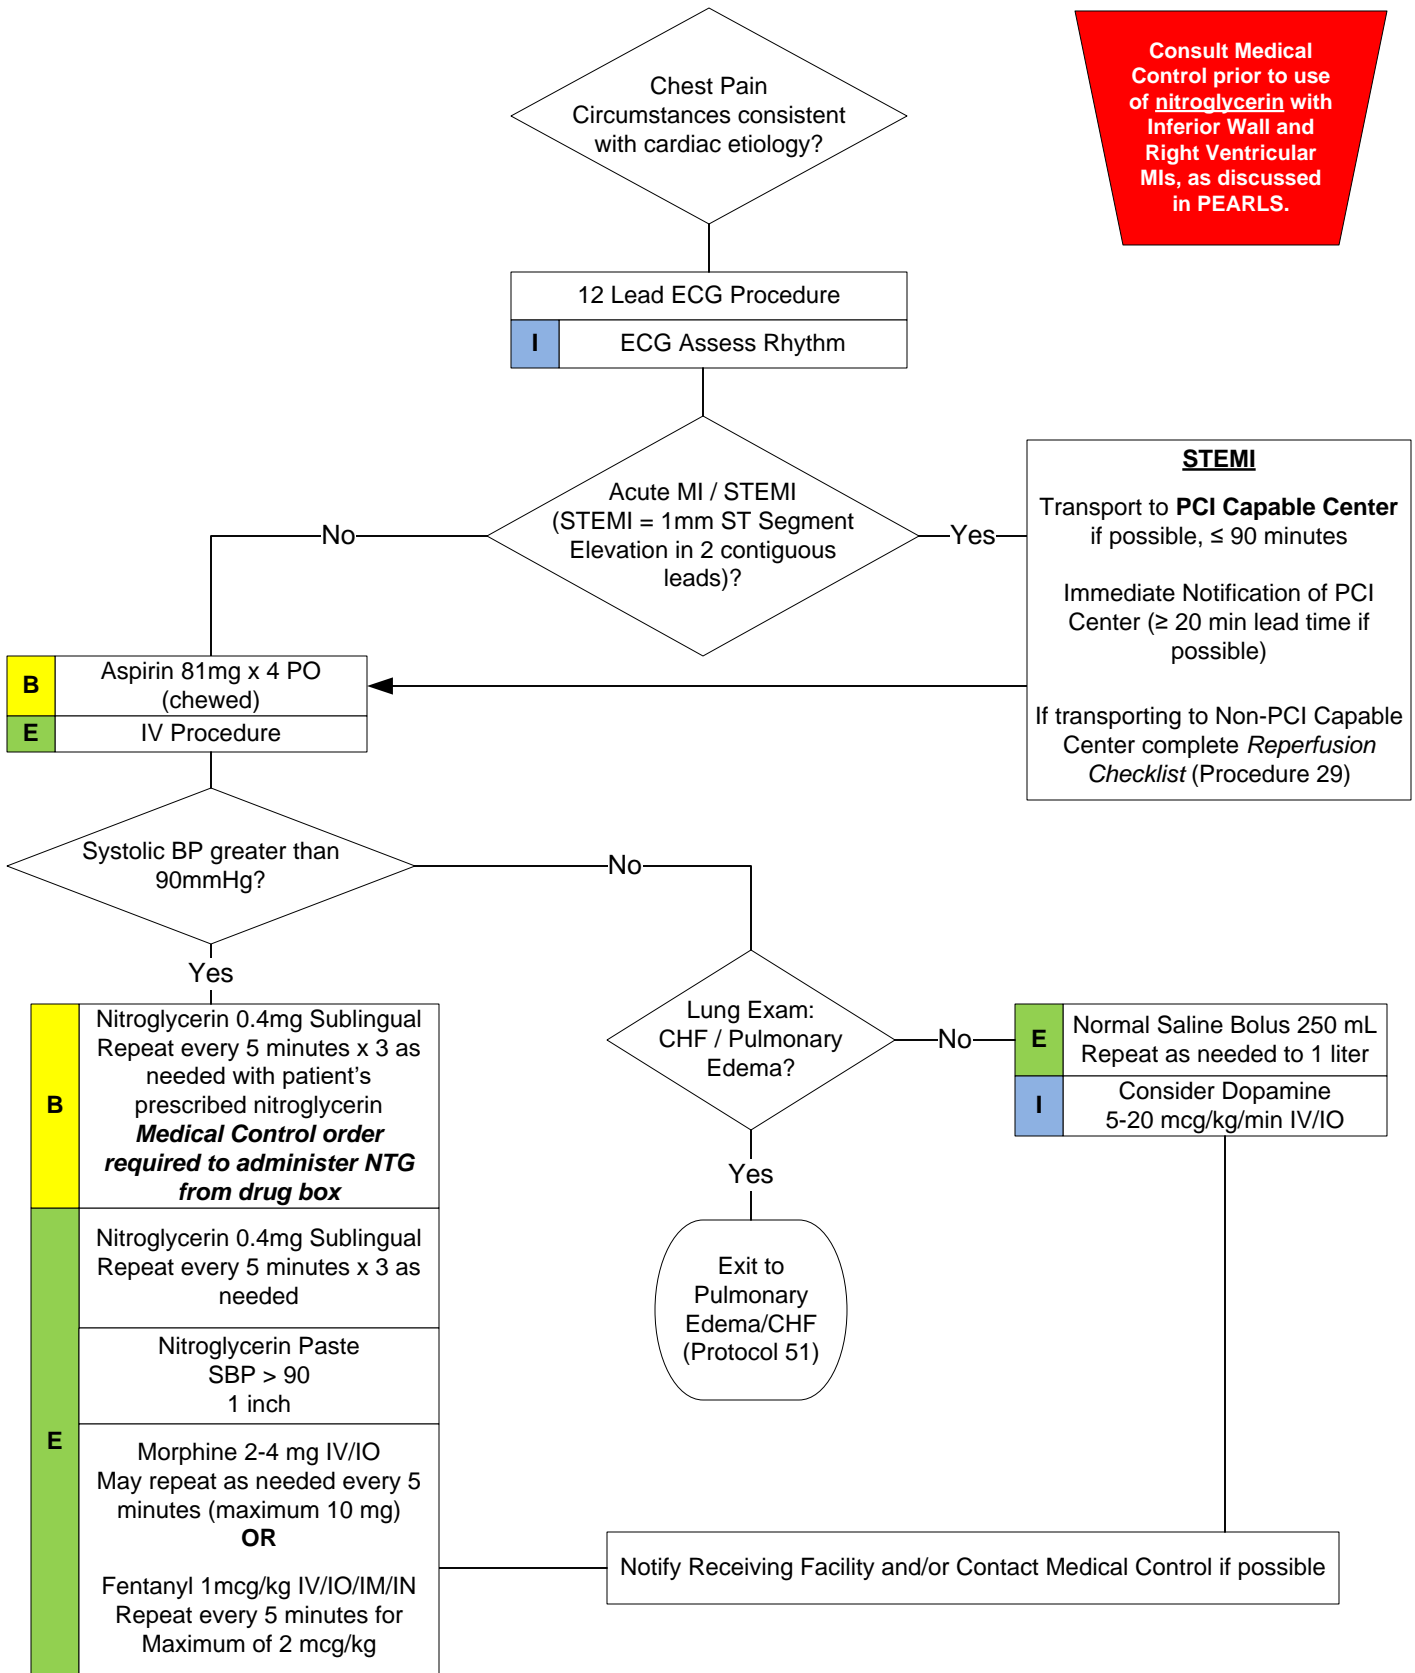 Chest Pain
Circumstances consistent
with cardiac etiology?
Consult Medical
Control prior to use
of nitroglycerin with
Inferior Wall and
Right Ventricular
MIs, as discussed
in PEARLS.
12 Lead ECG Procedure
I
ECG Assess Rhythm
Acute MI / STEMI
(STEMI = 1mm ST Segment
Elevation in 2 contiguous
leads)?
No
Yes
STEMI
Transport to PCI Capable Center
if possible, ≤ 90 minutes
Immediate Notification of PCI
Center (≥ 20 min lead time if
possible)
If transporting to Non-PCI Capable
Center complete Reperfusion
Checklist (Procedure 29)
B
Aspirin 81mg x 4 PO
(chewed)
E
IV Procedure
Systolic BP greater than
90mmHg?
No
Yes
B
Nitroglycerin 0.4mg Sublingual
Repeat every 5 minutes x 3 as
needed with patient's
prescribed nitroglycerin
Medical Control order
required to administer NTG
from drug box
E
Nitroglycerin 0.4mg Sublingual
Repeat every 5 minutes x 3 as
needed
Nitroglycerin Paste
SBP > 90
1 inch
Morphine 2-4 mg IV/IO
May repeat as needed every 5
minutes (maximum 10 mg)
OR
Fentanyl 1mcg/kg IV/IO/IM/IN
Repeat every 5 minutes for
Maximum of 2 mcg/kg
Lung Exam:
CHF / Pulmonary
Edema?
No
Yes
Exit to
Pulmonary
Edema/CHF
(Protocol 51)
E
Normal Saline Bolus 250 mL
Repeat as needed to 1 liter
I
Consider Dopamine
5-20 mcg/kg/min IV/IO
Notify Receiving Facility and/or Contact Medical Control if possible